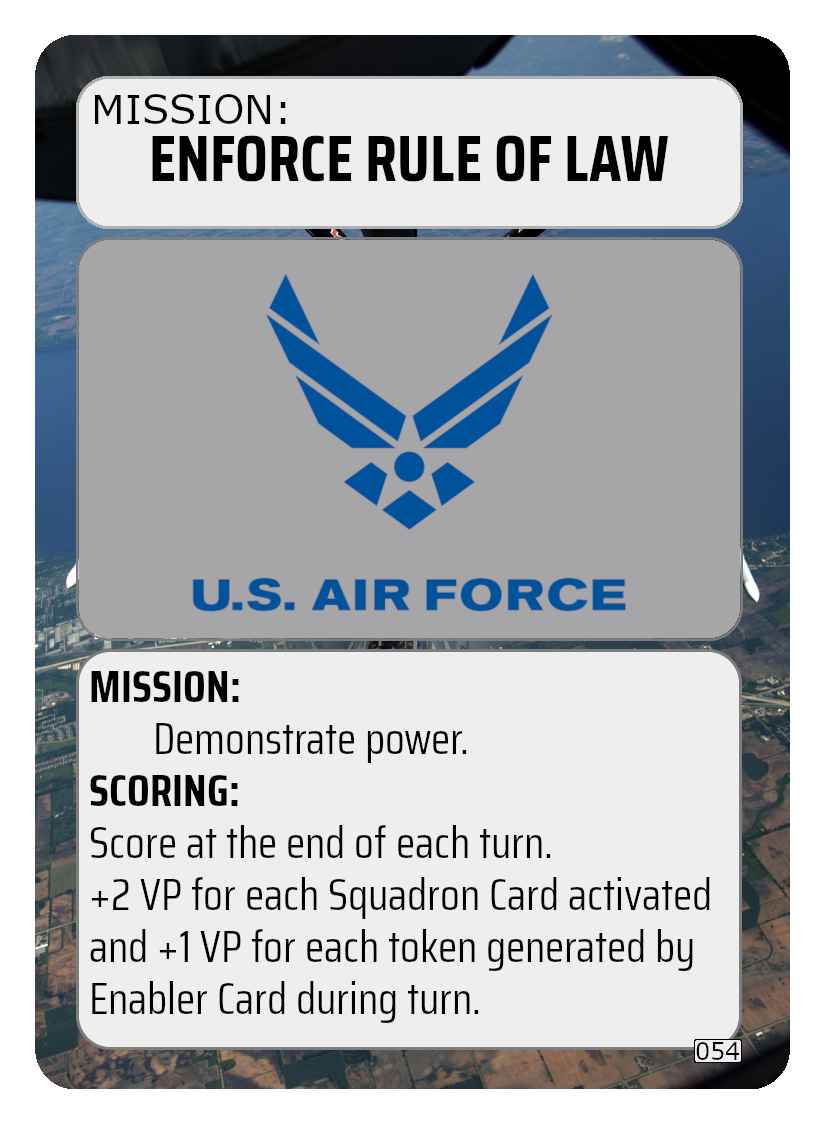 MISSION:
ENFORCE RULE OF LAW
U.S. AIR FORCE
MISSION:
Demonstrate power.
SCORING:
Score at the end of each turn.
+2 VP for each Squadron Card activated
and +1 VP for each token generated by
Enabler Card during turn.
054